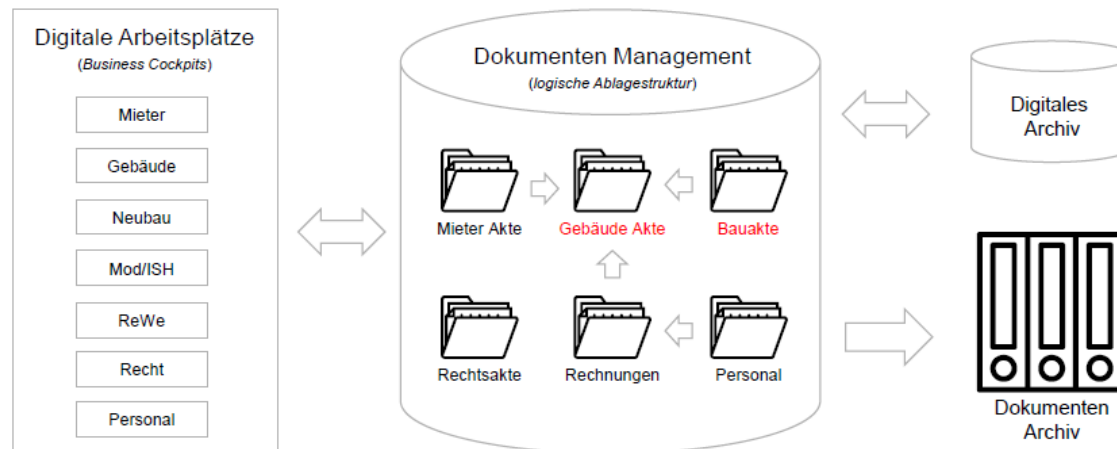 Digitale Arbeitsplätze
(Business Cockpits)
Mieter
Gebäude
Neubau
Mod/ISH
ReWe
Recht
Personal
Dokumenten Management
(logische Ablagestruktur)
Mieter Akte
Gebäude Akte
Bauakte
Rechtsakte
Rechnungen
Personal
Digitales
Archiv
Dokumenten
Archiv